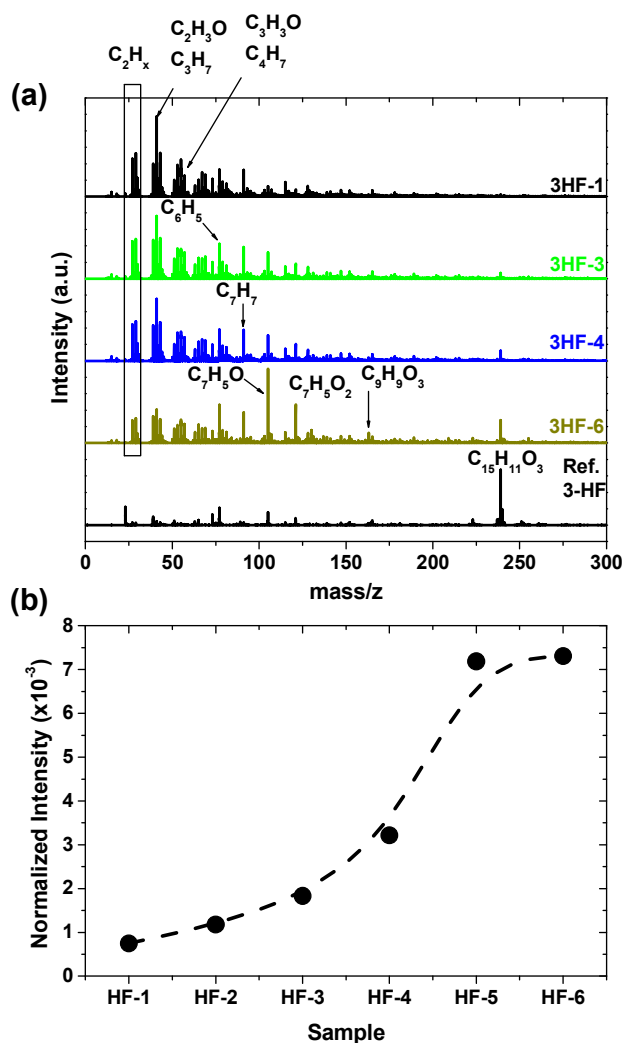 C₂H₃O C₃H₃O
C₂Hₓ C₃H₇ C₄H₇
(a)
3HF-1
C₆H₅
3HF-3
C₇H₇
3HF-4
C₇H₅O C₇H₅O₂ C₉H₉O₃
3HF-6
C₁₅H₁₁O₃ Ref.
3-HF
Intensity (a.u.)
0 50 100 150 200 250 300
mass/z
(b)
8
7
6
5
4
3
2
1
0
Normalized Intensity (x10⁻³)
HF-1 HF-2 HF-3 HF-4 HF-5 HF-6
Sample